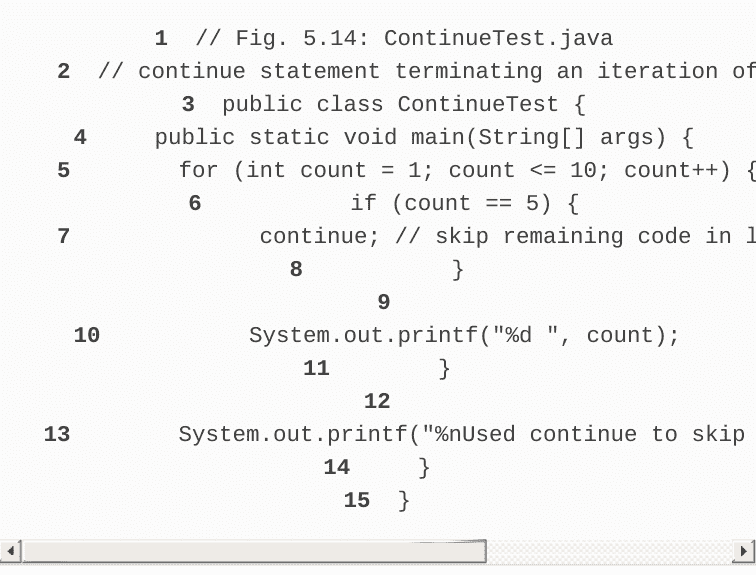 1  // Fig. 5.14: ContinueTest.java
2  // continue statement terminating an iteration of
3  public class ContinueTest {
4     public static void main(String[] args) {
5        for (int count = 1; count <= 10; count++) {
6           if (count == 5) {
7              continue; // skip remaining code in l
8           }
9
10           System.out.printf("%d ", count);
11        }
12
13        System.out.printf("%nUsed continue to skip
14     }
15  }